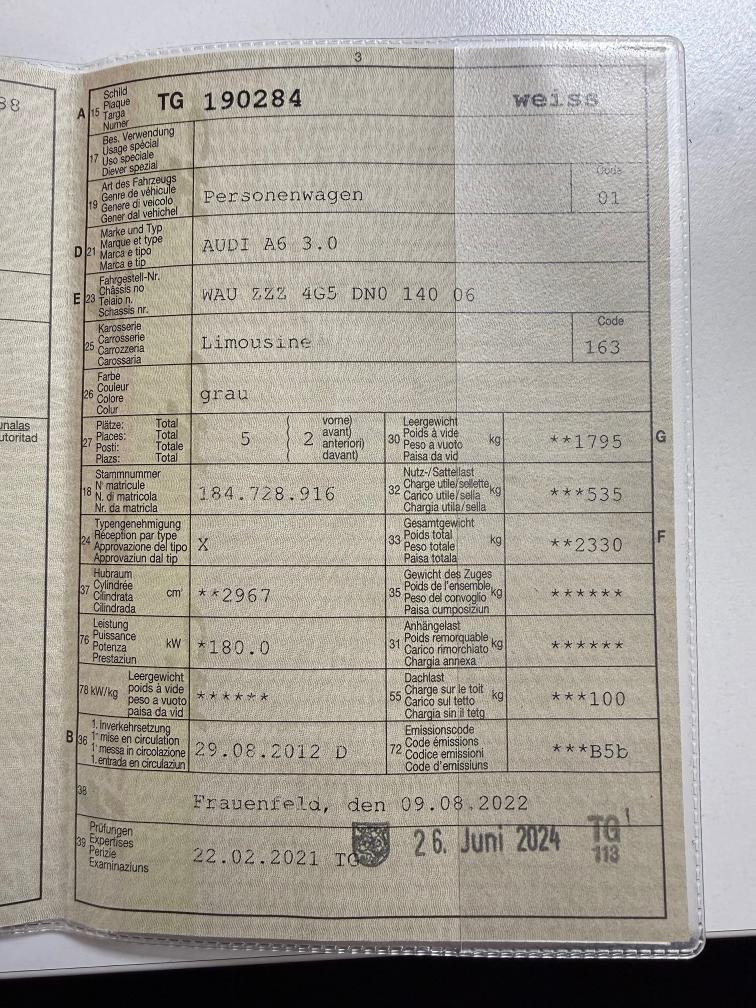 38
3
A 15 Schild
Plaque
Targa
Numer
TG 190284 weiss
17 Bes. Verwendung
Usage spécial
Uso speciale
Diever spezial
19 Art des Fahrzeugs
Genre de véhicule
Genere di veicolo
Gener dal vehichel
Personenwagen
Code
01
D 21 Marke und Typ
Marque et type
Marca e tipo
Marca e tip
AUDI A6 3.0
E 23 Fahrgestell-Nr.
Châssis no
Telaio n.
Schassis nr.
WAU ZZZ 4G5 DN0 140 06
25 Karosserie
Carrosserie
Carrozzeria
Carossaria
Limousine
Code
163
26 Farbe
Couleur
Colore
Colur
grau
unalas
utoritad
27 Plätze: Total
Places: Total
Posti: Totale
Plazs: Total
5 { 2 vorne)
avant)
anteriori)
davant)
30 Leergewicht
Poids à vide
Peso a vuoto
Paisa da vid
kg
**1795
G
18 Stammnummer
N° matricule
N. di matricola
Nr. da matricla
184.728.916
32 Nutz-/Sattellast
Charge utile/sellette
Carico utile/sella
Chargia utila/sella
kg
***535
24 Typengenehmigung
Réception par type
Approvazione del tipo
Approvaziun dal tip
X
33 Gesamtgewicht
Poids total
Peso totale
Paisa totala
kg
**2330
F
37 Hubraum
Cylindrée
Cilindrata
Cilindrada
cm³
**2967
35 Gewicht des Zuges
Poids de l'ensemble
Peso del convoglio
Paisa cumposiziun
kg
******
76 Leistung
Puissance
Potenza
Prestaziun
kW
*180.0
31 Anhängelast
Poids remorquable
Carico rimorchiato
Chargia annexa
kg
******
78 kW/kg Leergewicht
poids à vide
peso a vuoto
paisa da vid
******
55 Dachlast
Charge sur le toit
Carico sul tetto
Chargia sin il tetg
kg
***100
B 36 1. Inverkehrsetzung
1re mise en circulation
1a messa in circolazione
1. entrada en circulaziun
29.08.2012 D
72 Emissionscode
Code émissions
Codice emissioni
Code d'emissiuns
***B5b
38
Frauenfeld, den 09.08.2022
39 Prüfungen
Expertises
Perizie
Examinaziuns
22.02.2021 TG
26. Juni 2024
TG
113